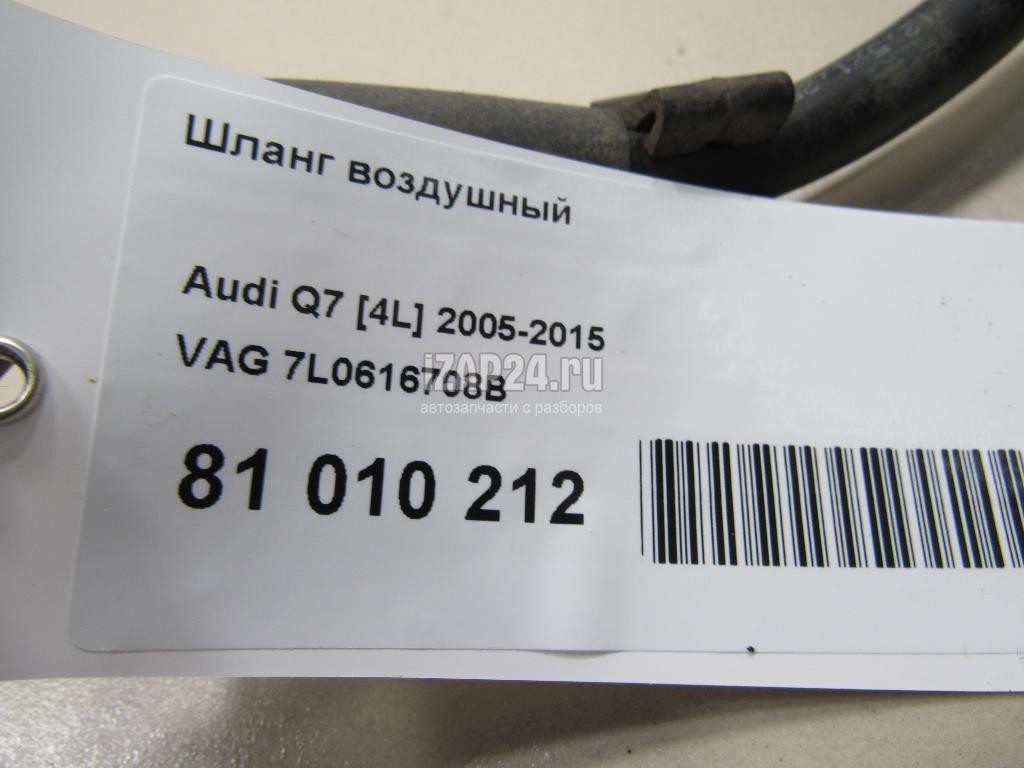 Шланг воздушный
Audi Q7 [4L] 2005-2015
VAG 7L0616708B
iZAP24.ru
автозапчасти с разборов
81 010 212